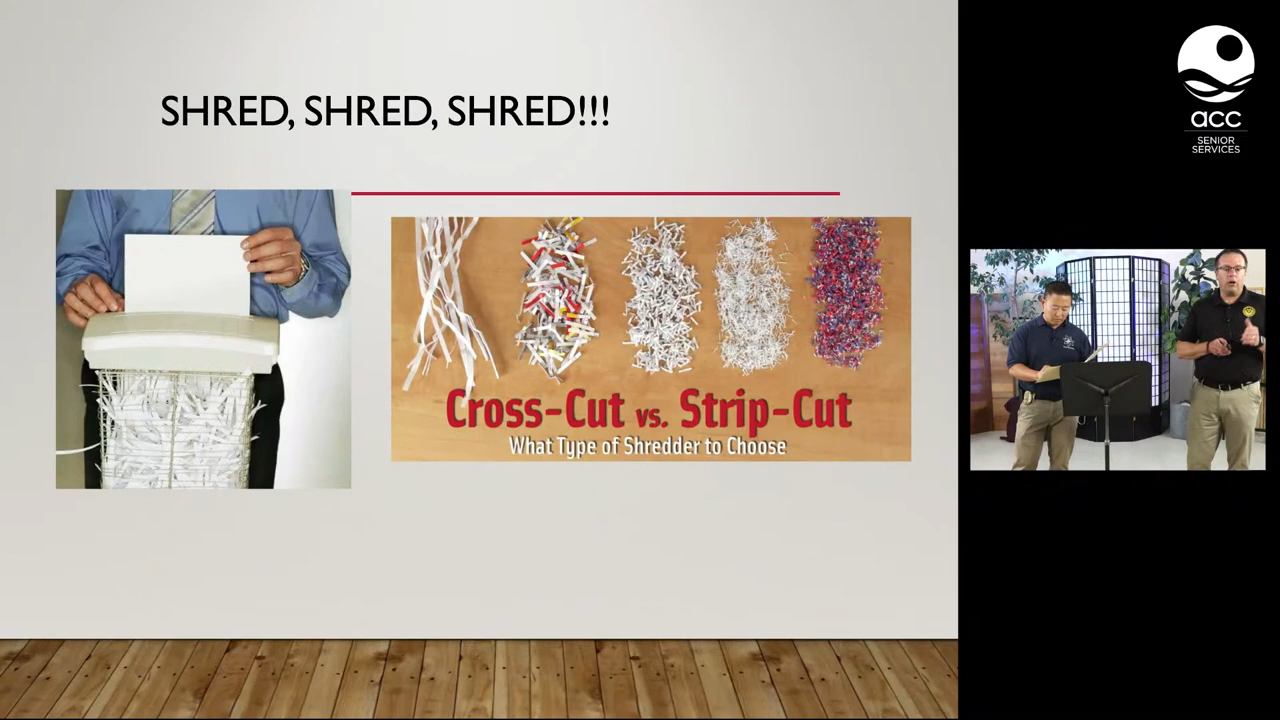 SHRED, SHRED, SHRED!!!
Cross-Cut vs. Strip-Cut
What Type of Shredder to Choose
acc
SENIOR
SERVICES